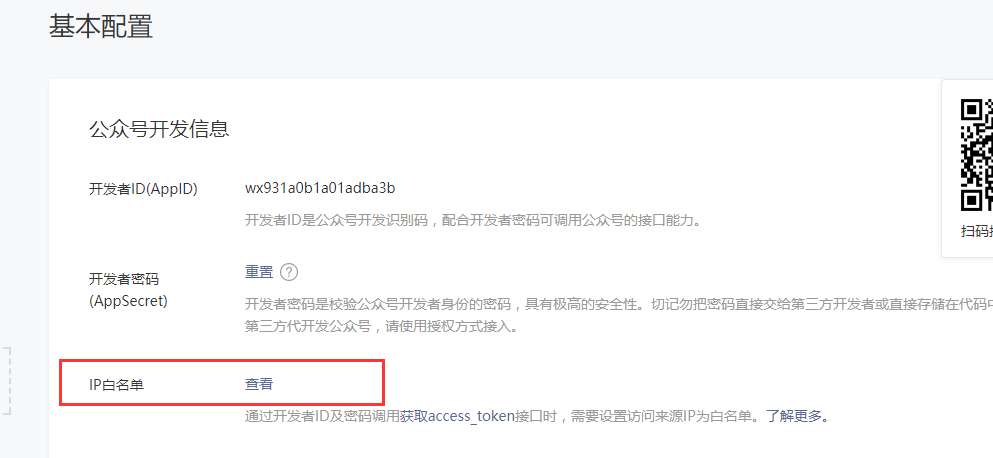 基本配置
公众号开发信息
开发者ID(AppID)
wx931a0b1a01adba3b
开发者ID是公众号开发识别码，配合开发者密码可调用公众号的接口能力。
开发者密码
(AppSecret)
重置 ?
开发者密码是校验公众号开发者身份的密码，具有极高的安全性。切记勿把密码直接交给第三方开发者或直接存储在代码中
第三方代开发公众号，请使用授权方式接入。
IP白名单
查看
通过开发者ID及密码调用获取access_token接口时，需要设置访问来源IP为白名单。了解更多。
扫码